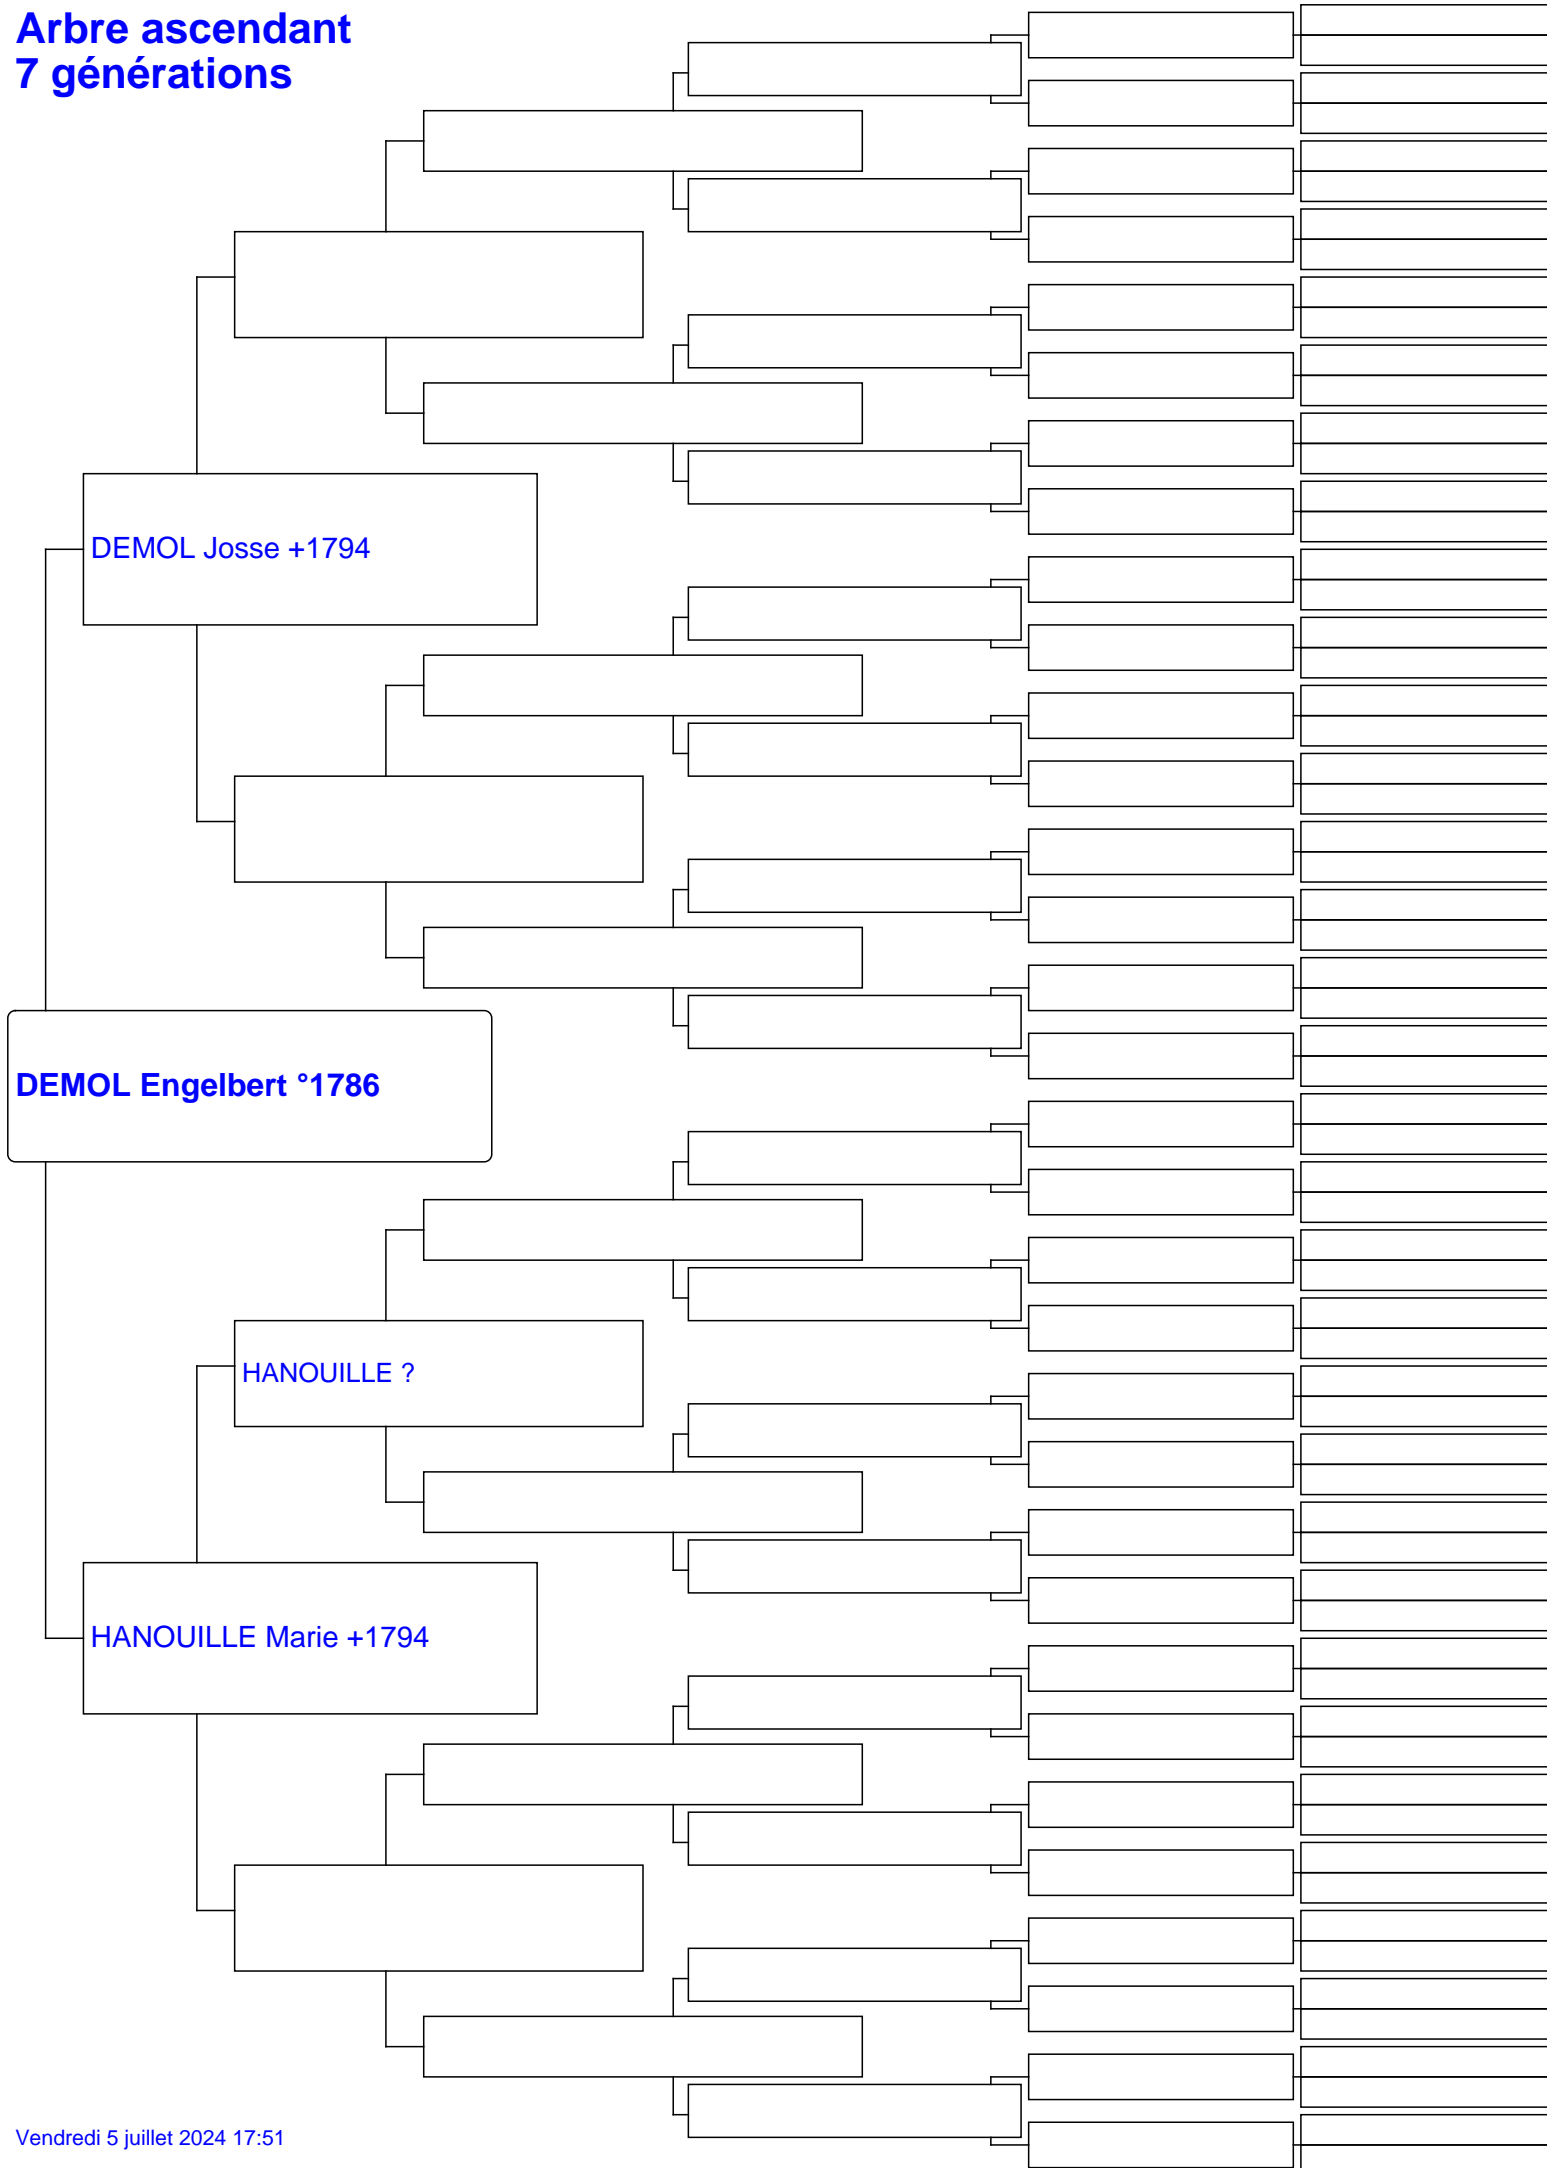 Arbre ascendant
7 générations
DEMOL Josse +1794
DEMOL Engelbert °1786
HANOUILLE ?
HANOUILLE Marie +1794
Vendredi 5 juillet 2024 17:51